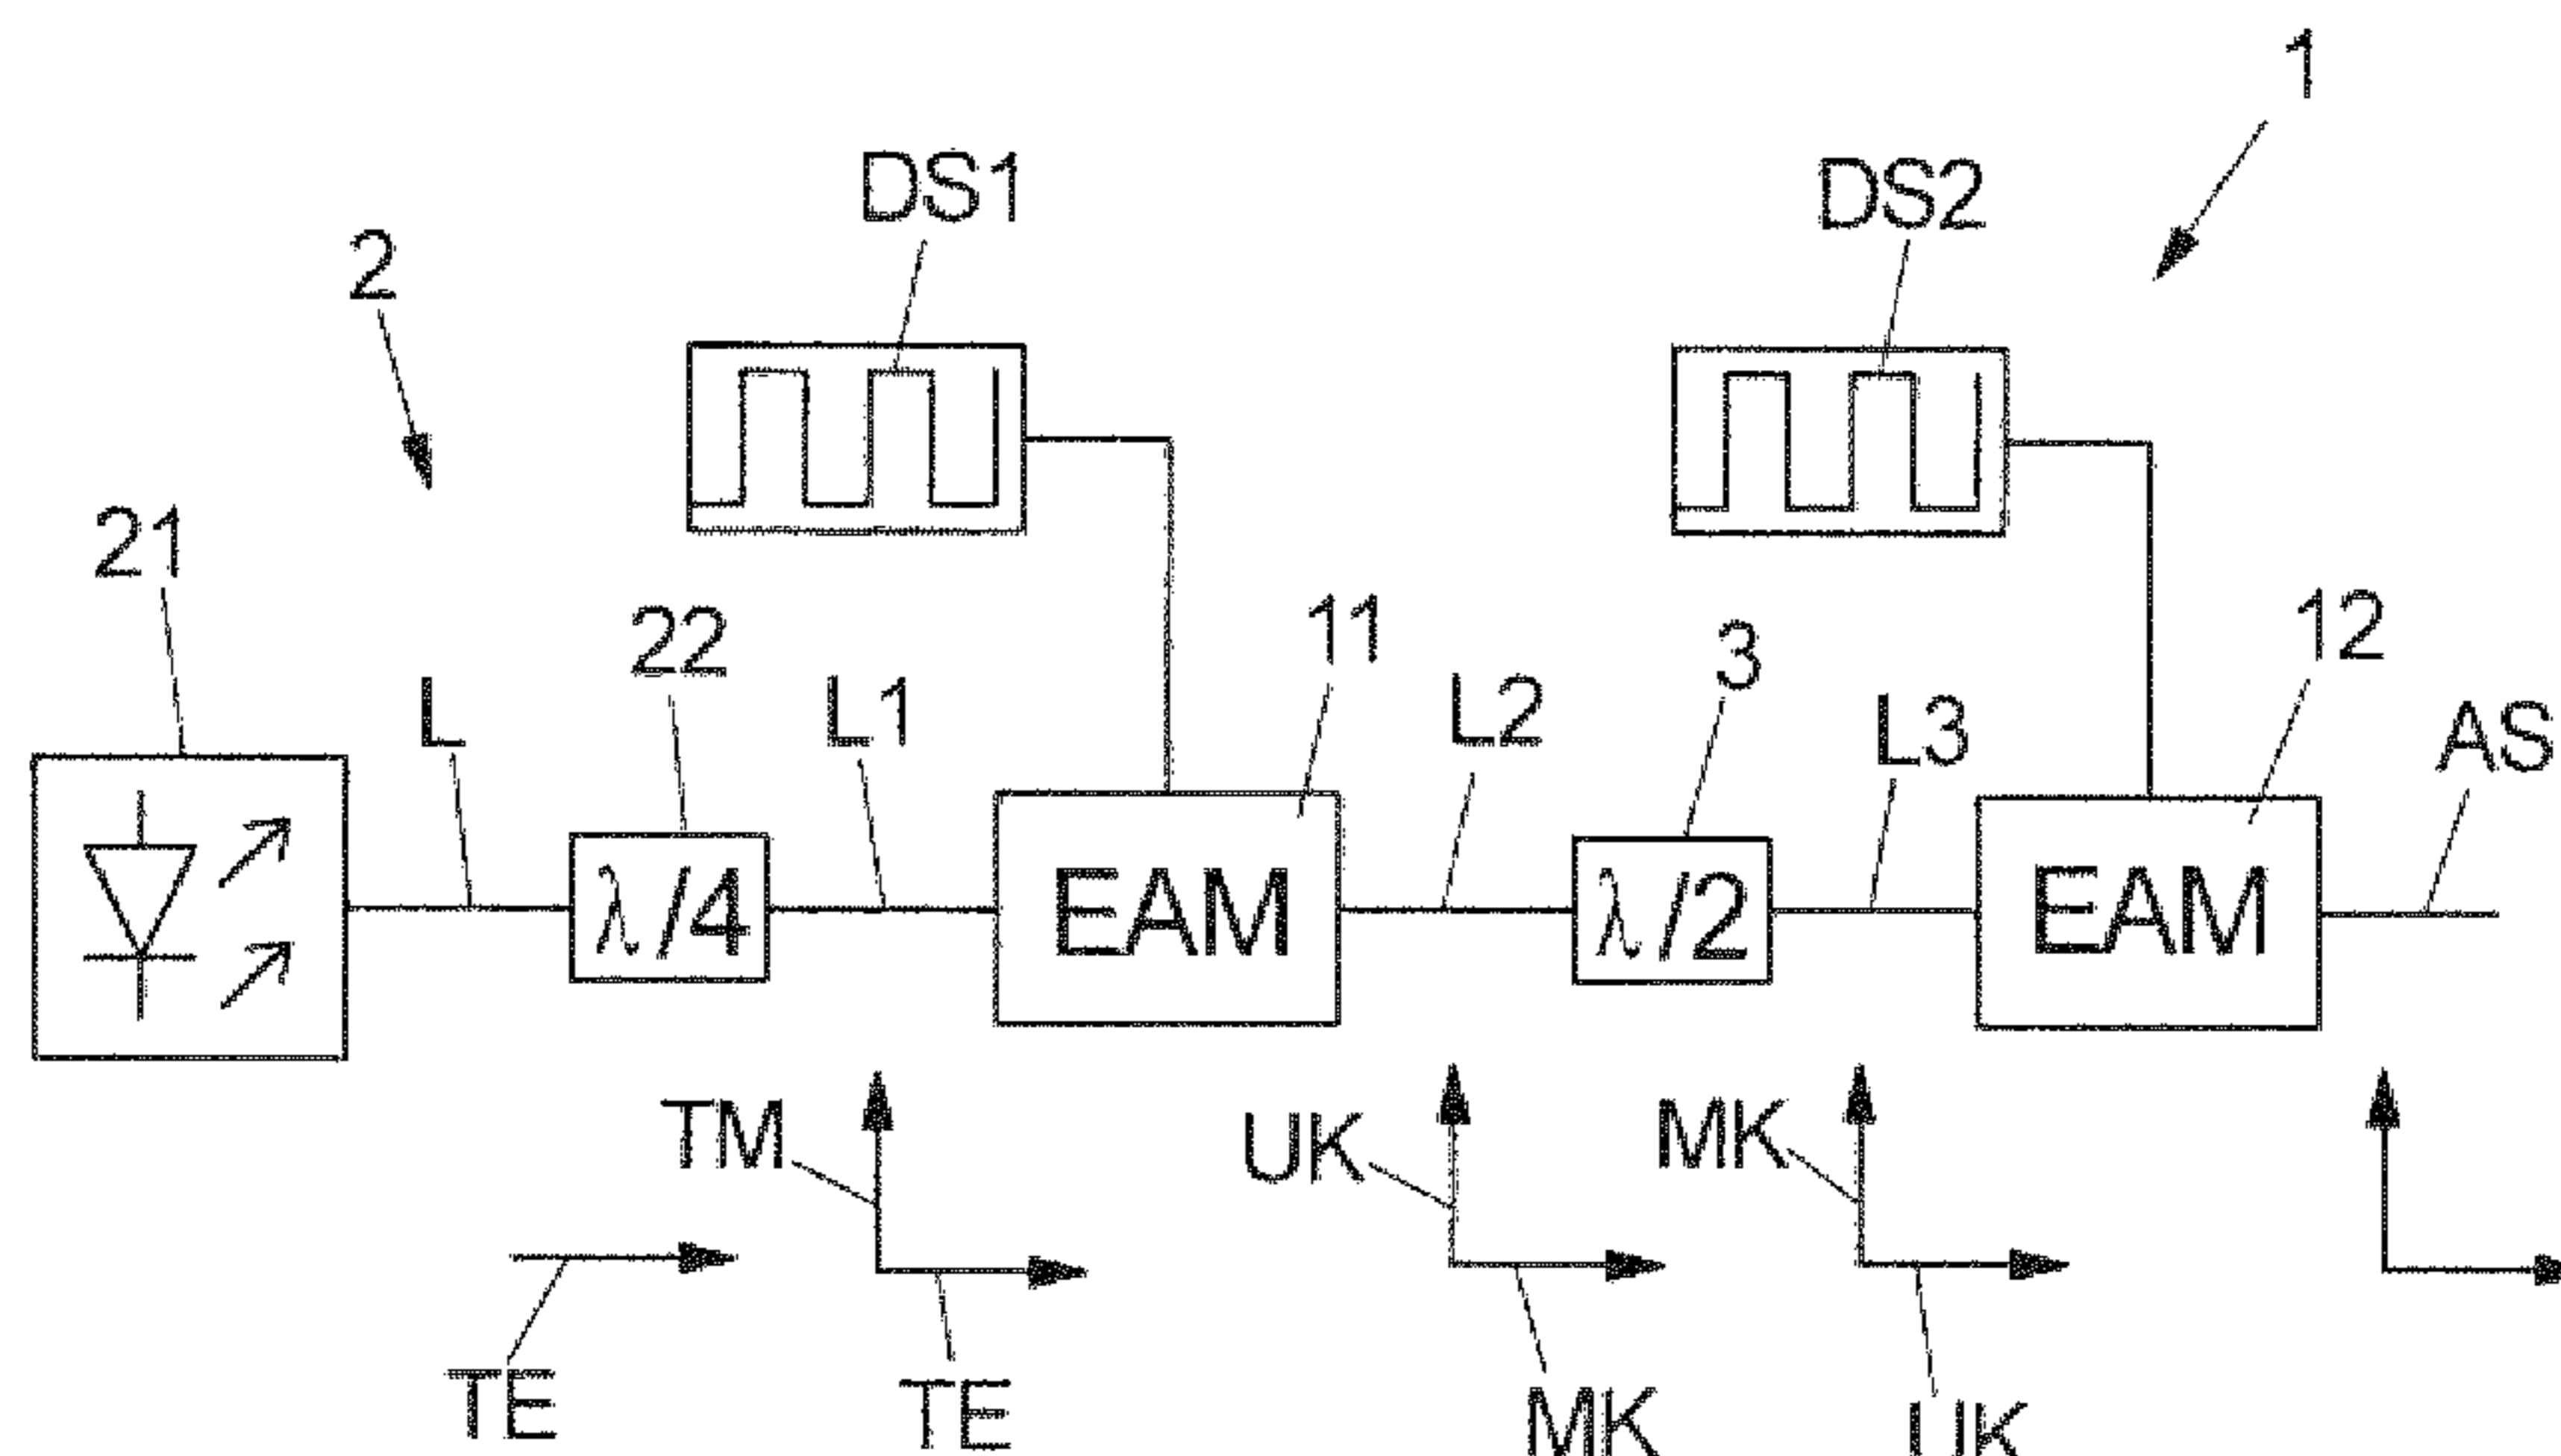 1
DS1
DS2
2
21
22
11
3
12
L
L1
L2
L3
AS
λ/4
EAM
λ/2
EAM
TM
UK
MK
TE
TE
MK
UK